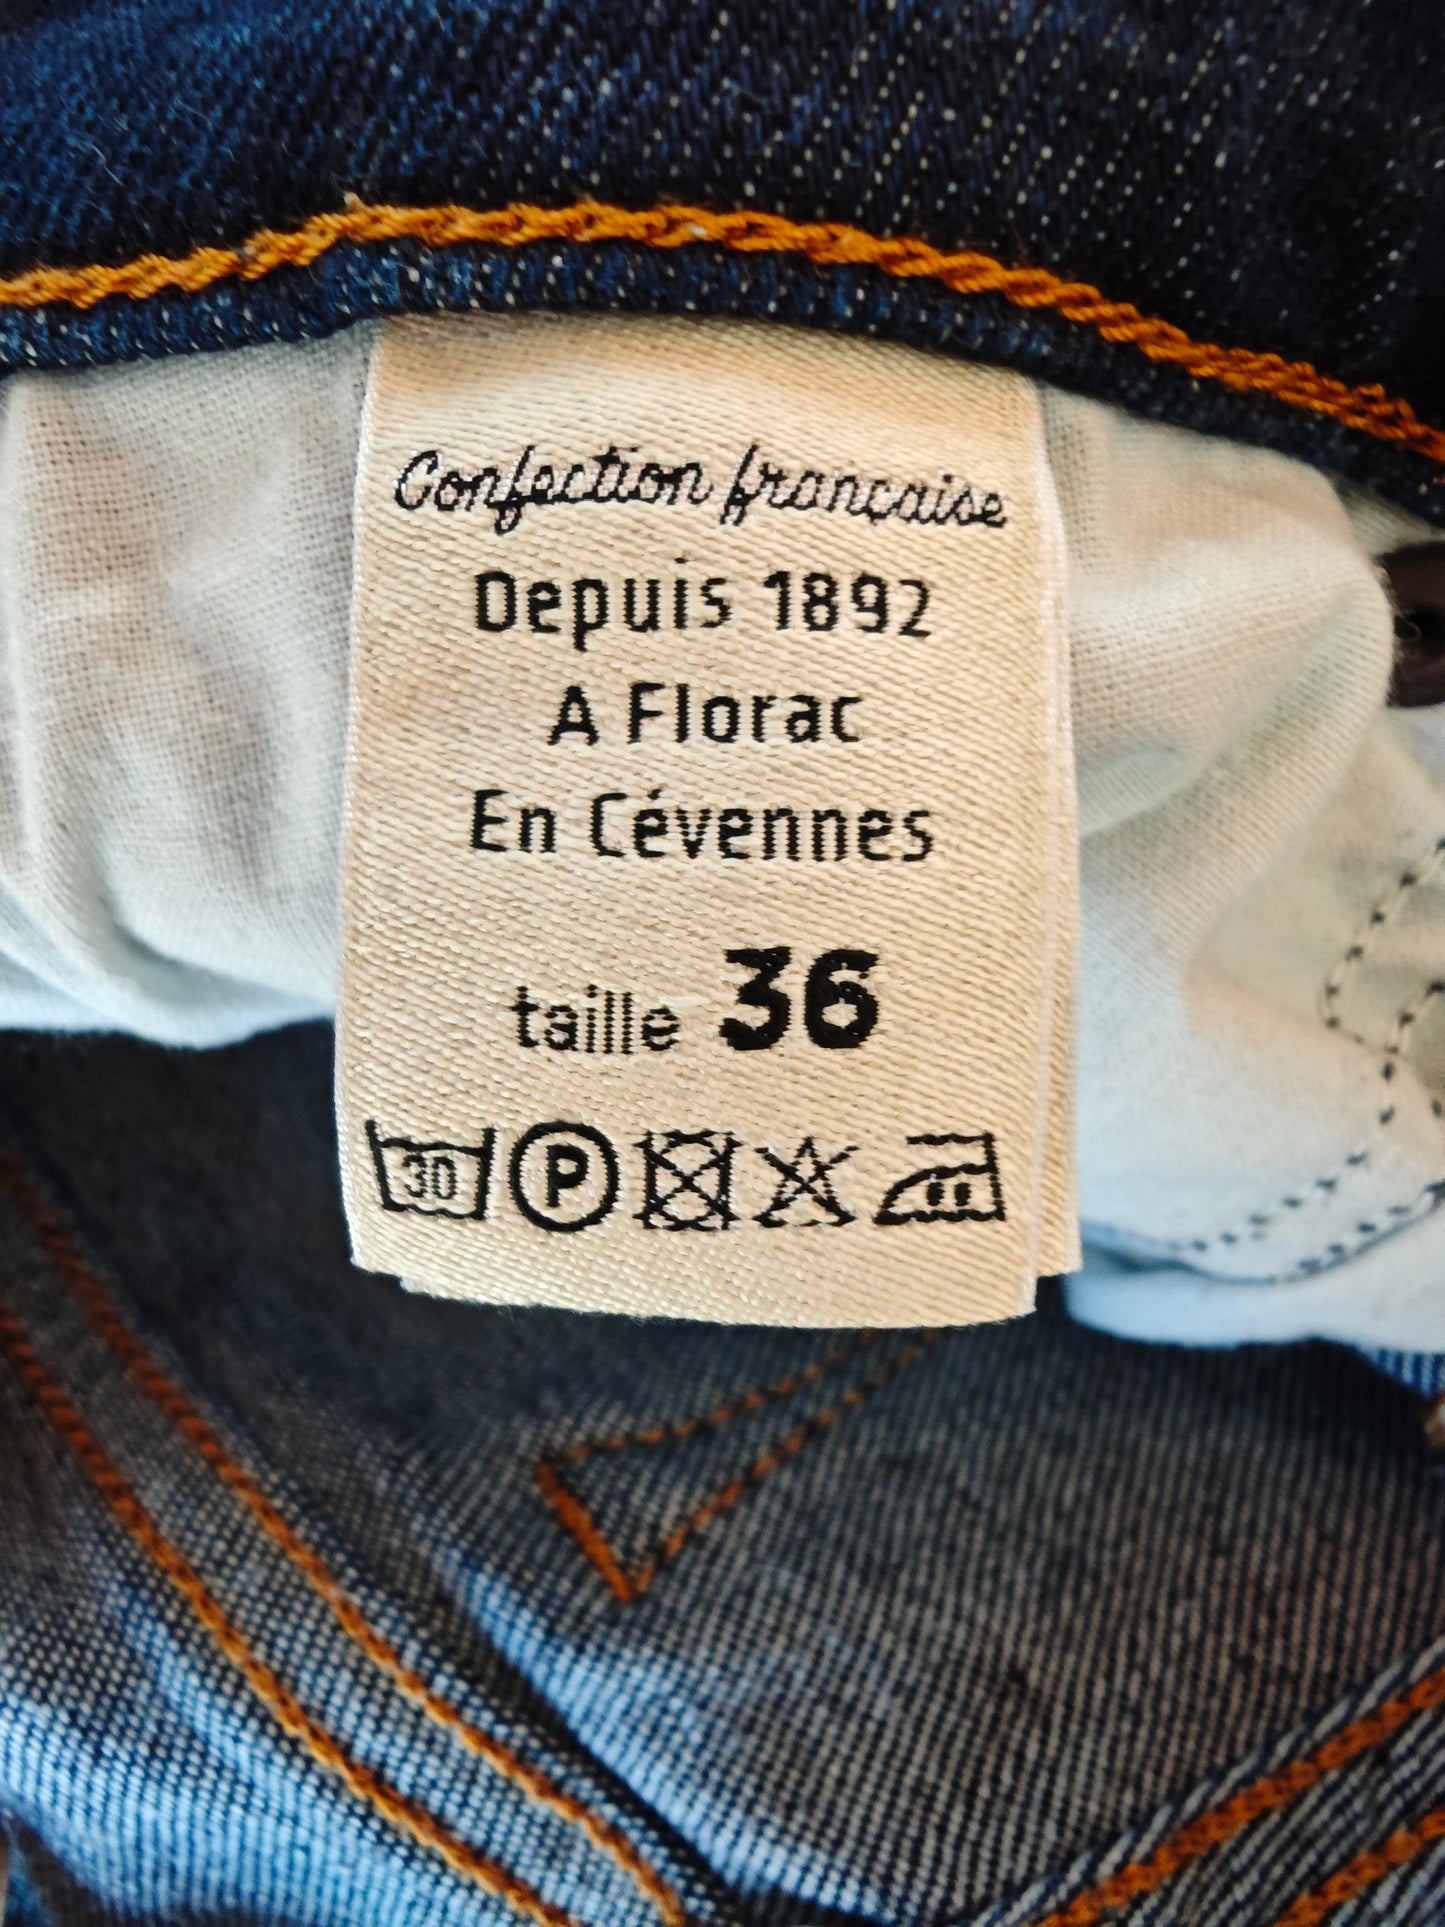 Confection française
Depuis 1892
A Florac
En Cévennes
taille 36
30 P